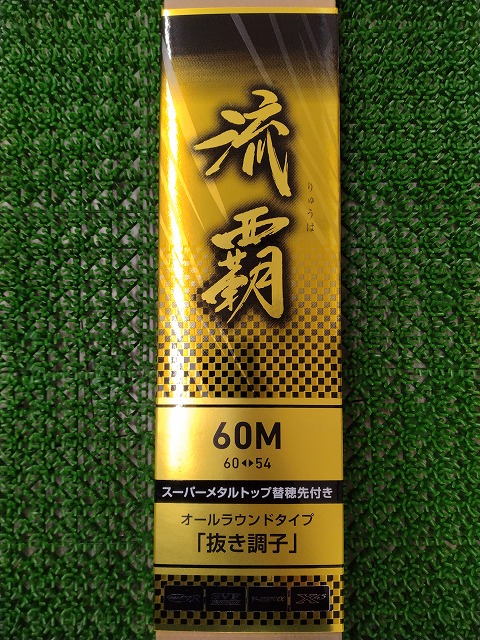 流覇
りゅうは
60M
60◀▶54
スーパーメタルトップ替穂先付き
オールラウンドタイプ
「抜き調子」